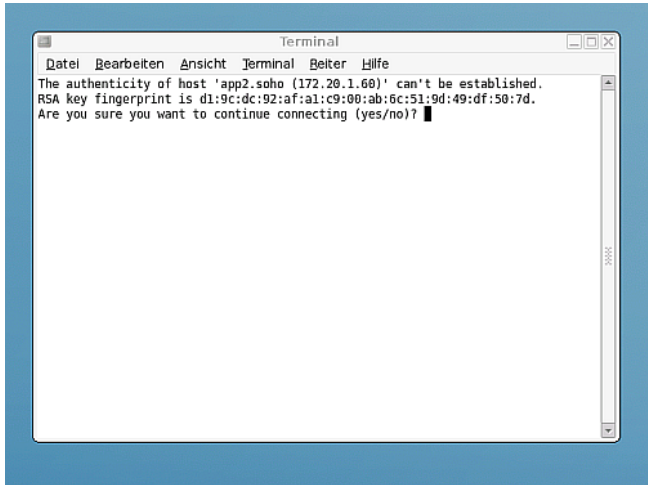 Terminal
Datei Bearbeiten Ansicht Terminal Reiter Hilfe
The authenticity of host 'app2.soho (172.20.1.60)' can't be established.
RSA key fingerprint is d1:9c:dc:92:af:a1:c9:00:ab:6c:51:9d:49:df:50:7d.
Are you sure you want to continue connecting (yes/no)?